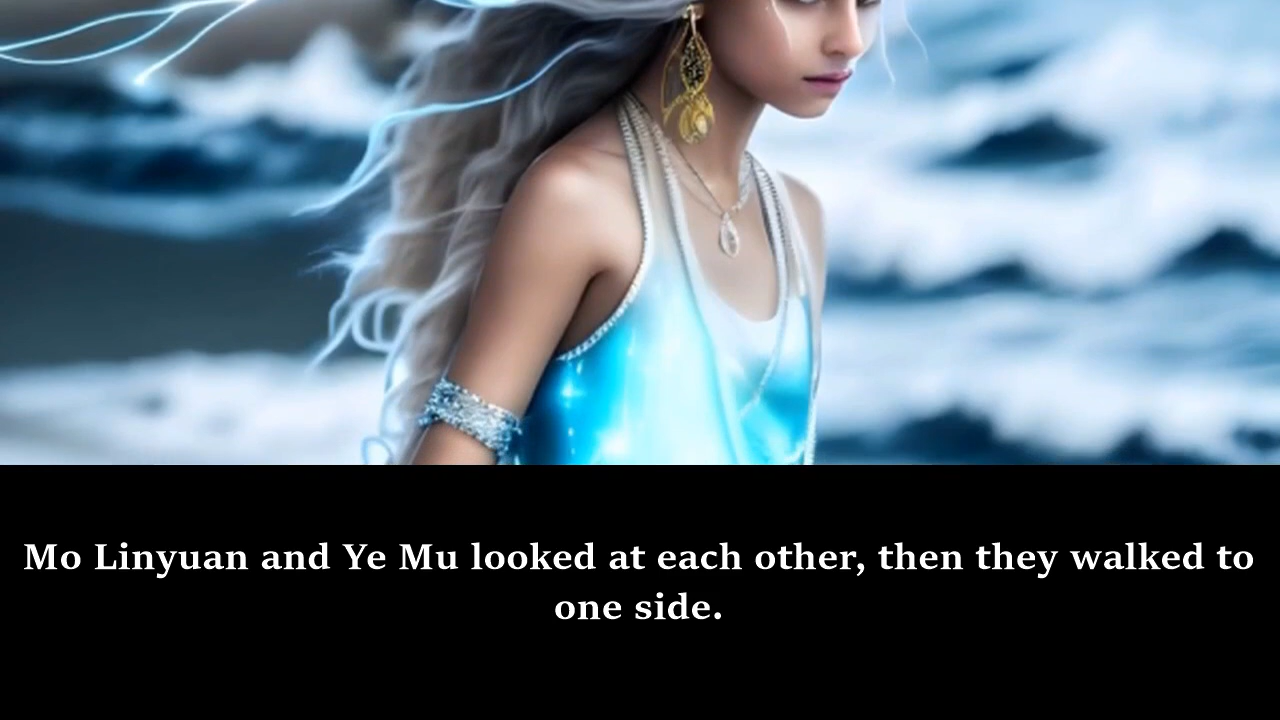 Mo Linyuan and Ye Mu looked at each other, then they walked to
one side.